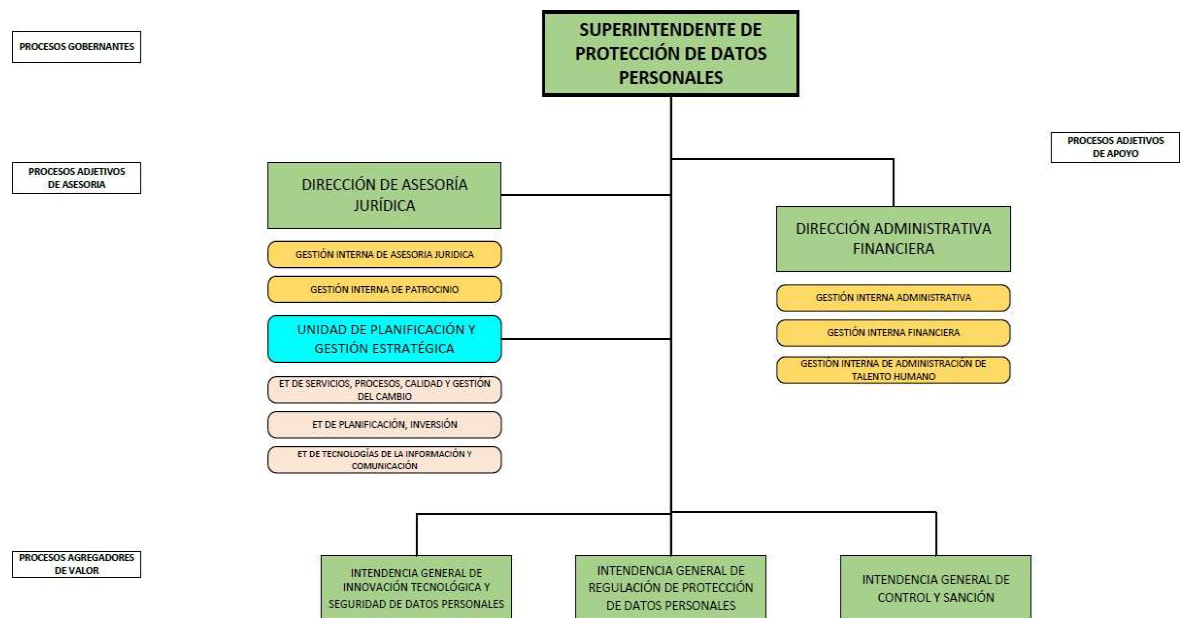 PROCESOS GOBERNANTES
SUPERINTENDENTE DE
PROTECCIÓN DE DATOS
PERSONALES
PROCESOS ADJETIVOS
DE APOYO
PROCESOS ADJETIVOS
DE ASESORIA
DIRECCIÓN DE ASESORÍA
JURÍDICA
GESTIÓN INTERNA DE ASESORIA JURIDICA
GESTIÓN INTERNA DE PATROCINIO
UNIDAD DE PLANIFICACIÓN Y
GESTIÓN ESTRATÉGICA
ET DE SERVICIOS, PROCESOS, CALIDAD Y GESTIÓN
DEL CAMBIO
ET DE PLANIFICACIÓN, INVERSIÓN
ET DE TECNOLOGÍAS DE LA INFORMACIÓN Y
COMUNICACIÓN
DIRECCIÓN ADMINISTRATIVA
FINANCIERA
GESTIÓN INTERNA ADMINISTRATIVA
GESTIÓN INTERNA FINANCIERA
GESTIÓN INTERNA DE ADMINISTRACIÓN DE
TALENTO HUMANO
PROCESOS AGREGADORES
DE VALOR
INTENDENCIA GENERAL DE
INNOVACIÓN TECNOLÓGICA Y
SEGURIDAD DE DATOS PERSONALES
INTENDENCIA GENERAL DE
REGULACIÓN DE PROTECCIÓN
DE DATOS PERSONALES
INTENDENCIA GENERAL DE
CONTROL Y SANCIÓN